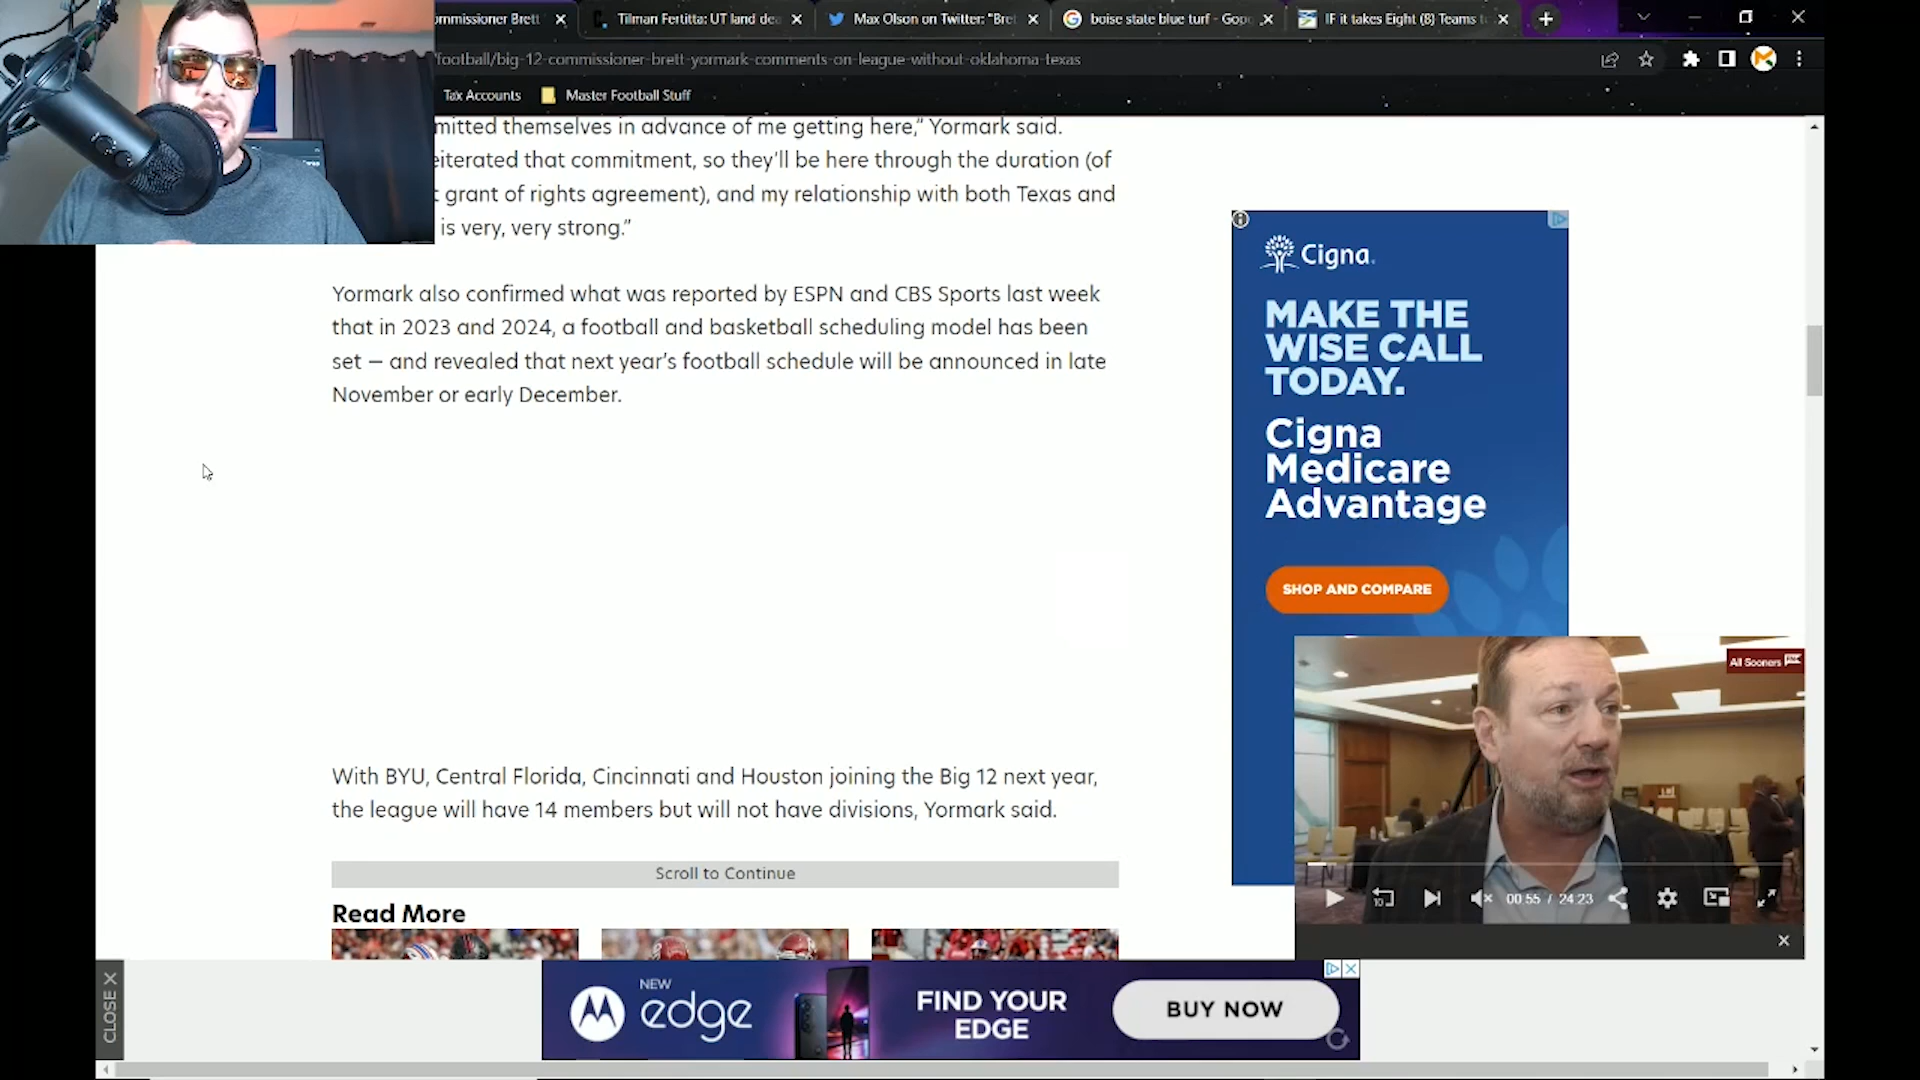 ommissioner Brett
Tilman Fertitta: UT land dea
Max Olson on Twitter: "Bret
boise state blue turf - Goog
IF it takes Eight (8) Teams to
football/big-12-commissioner-brett-yormark-comments-on-league-without-oklahoma-texas
Tax Accounts
Master Football Stuff
mitted themselves in advance of me getting here,” Yormark said.
eiterated that commitment, so they’ll be here through the duration (of
t grant of rights agreement), and my relationship with both Texas and
is very, very strong.”
Yormark also confirmed what was reported by ESPN and CBS Sports last week
that in 2023 and 2024, a football and basketball scheduling model has been
set — and revealed that next year’s football schedule will be announced in late
November or early December.
With BYU, Central Florida, Cincinnati and Houston joining the Big 12 next year,
the league will have 14 members but will not have divisions, Yormark said.
Scroll to Continue
Read More
Cigna
MAKE THE
WISE CALL
TODAY.
Cigna
Medicare
Advantage
SHOP AND COMPARE
All Sooners
10
00:55 / 24:23
CLOSE X
NEW
edge
FIND YOUR
EDGE
BUY NOW